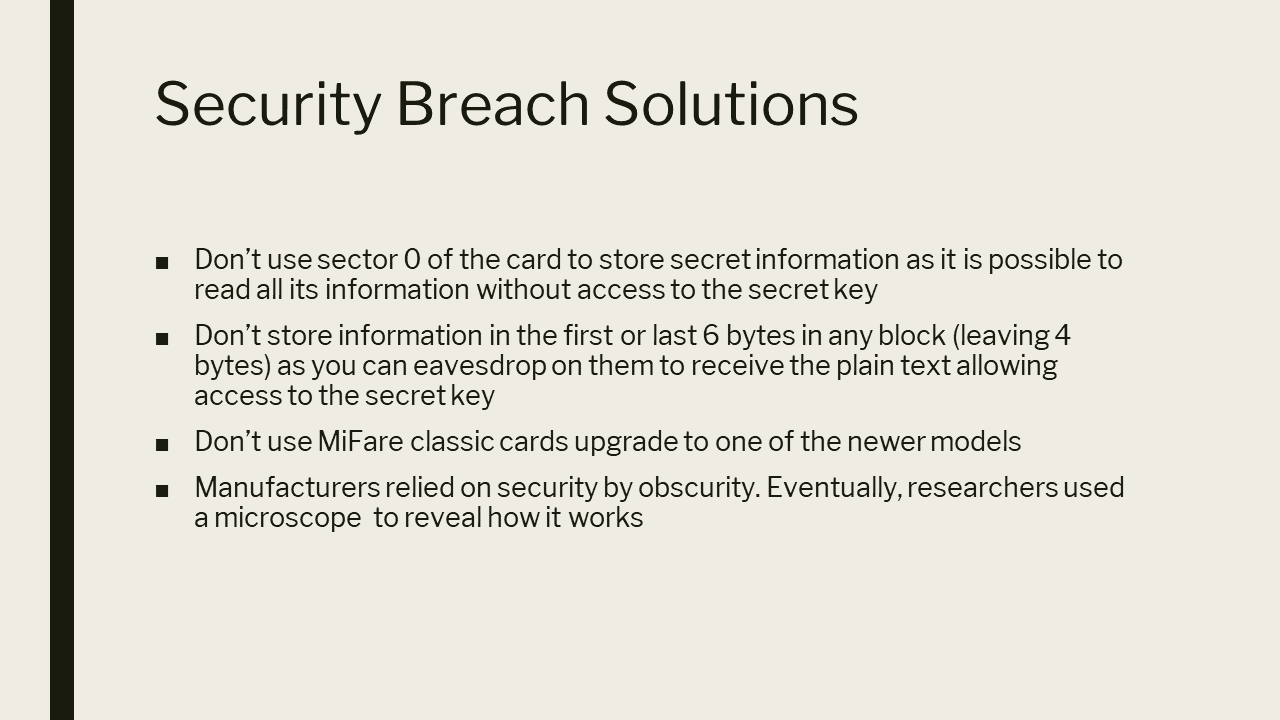 Security Breach Solutions
■ Don’t use sector 0 of the card to store secret information as it is possible to
read all its information without access to the secret key
■ Don’t store information in the first or last 6 bytes in any block (leaving 4
bytes) as you can eavesdrop on them to receive the plain text allowing
access to the secret key
■ Don’t use MiFare classic cards upgrade to one of the newer models
■ Manufacturers relied on security by obscurity. Eventually, researchers used
a microscope  to reveal how it works